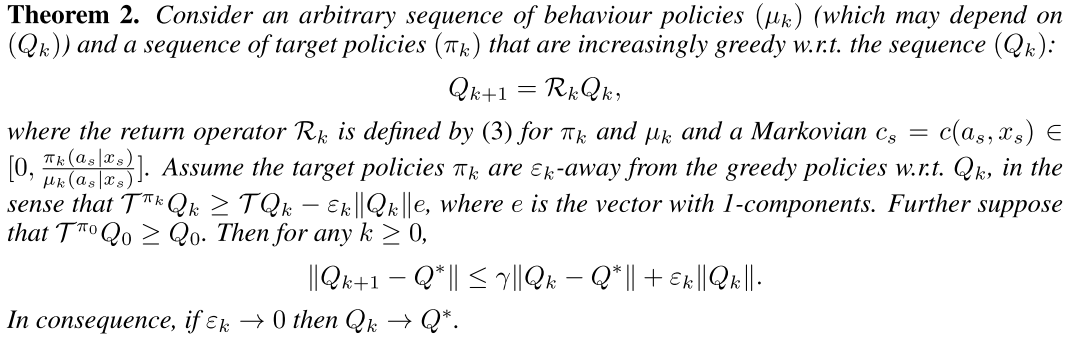 Theorem 2. Consider an arbitrary sequence of behaviour policies (μ_k) (which may depend on
(Q_k)) and a sequence of target policies (π_k) that are increasingly greedy w.r.t. the sequence (Q_k):
Q_{k+1} = ℛ_k Q_k,
where the return operator ℛ_k is defined by (3) for π_k and μ_k and a Markovian c_s = c(a_s, x_s) ∈
[0, π_k(a_s|x_s)/μ_k(a_s|x_s)]. Assume the target policies π_k are ε_k-away from the greedy policies w.r.t. Q_k, in the
sense that 𝒯^{π_k}Q_k ≥ 𝒯Q_k − ε_k‖Q_k‖e, where e is the vector with 1-components. Further suppose
that 𝒯^{π_0}Q_0 ≥ Q_0. Then for any k ≥ 0,
‖Q_{k+1} − Q*‖ ≤ γ‖Q_k − Q*‖ + ε_k‖Q_k‖.
In consequence, if ε_k → 0 then Q_k → Q*.